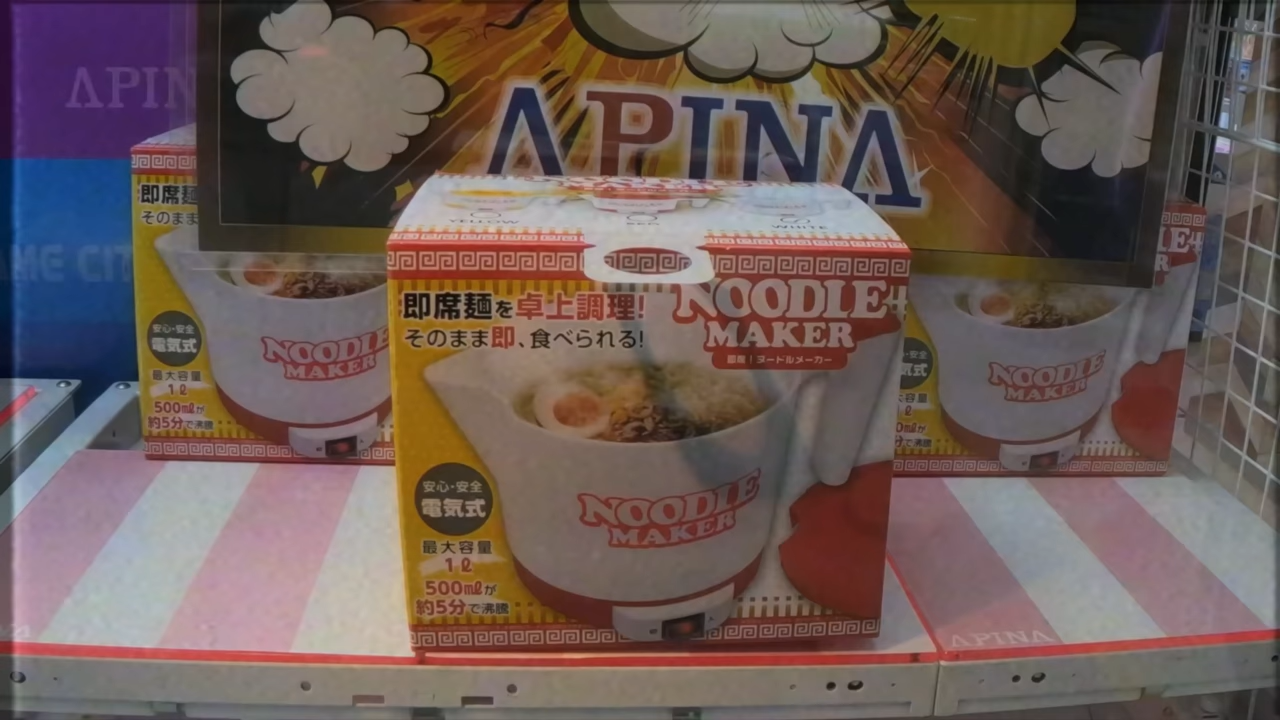 APINA
APIN
AME CIT
YELLOW
RED
WHITE
即席麺を卓上調理!
そのまま即、食べられる!
NOODLE
MAKER
即席!ヌードルメーカー
NOODLE
MAKER
安心・安全
電気式
最大容量
1ℓ
500mlが
約5分で沸騰
即席
そのまま
安心・安全
電気式
最大容量
1ℓ
500mlが
約5分で沸騰
NOODLE
MAKER
NOODLE
MAKER
APINA